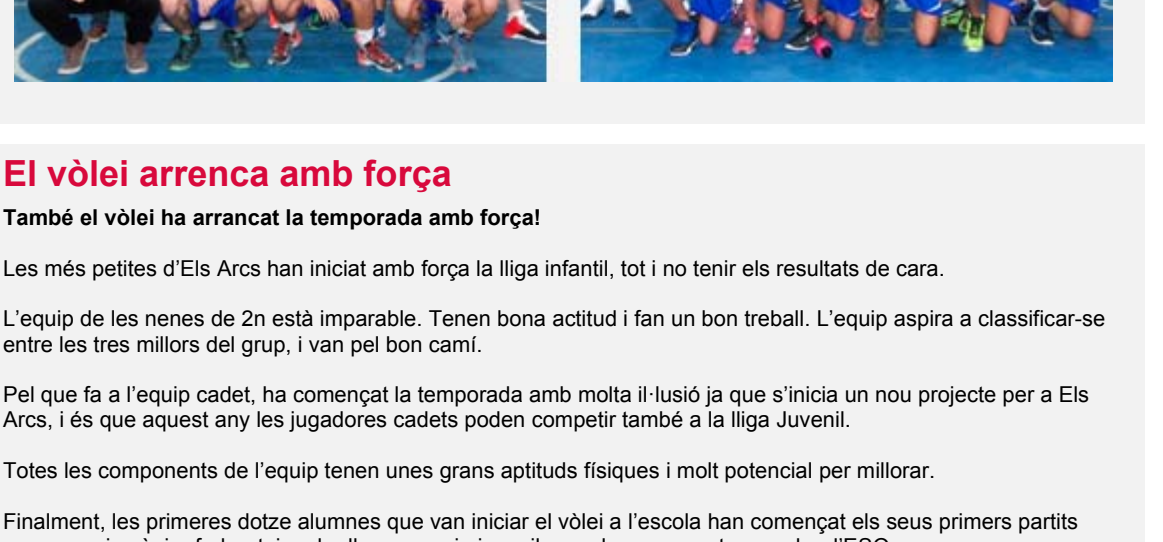 El vòlei arrenca amb força
També el vòlei ha arrancat la temporada amb força!
Les més petites d’Els Arcs han iniciat amb força la lliga infantil, tot i no tenir els resultats de cara.
L’equip de les nenes de 2n està imparable. Tenen bona actitud i fan un bon treball. L’equip aspira a classificar-se
entre les tres millors del grup, i van pel bon camí.
Pel que fa a l’equip cadet, ha començat la temporada amb molta il·lusió ja que s’inicia un nou projecte per a Els
Arcs, i és que aquest any les jugadores cadets poden competir també a la lliga Juvenil.
Totes les components de l’equip tenen unes grans aptituds físiques i molt potencial per millorar.
Finalment, les primeres dotze alumnes que van iniciar el vòlei a l’escola han començat els seus primers partits